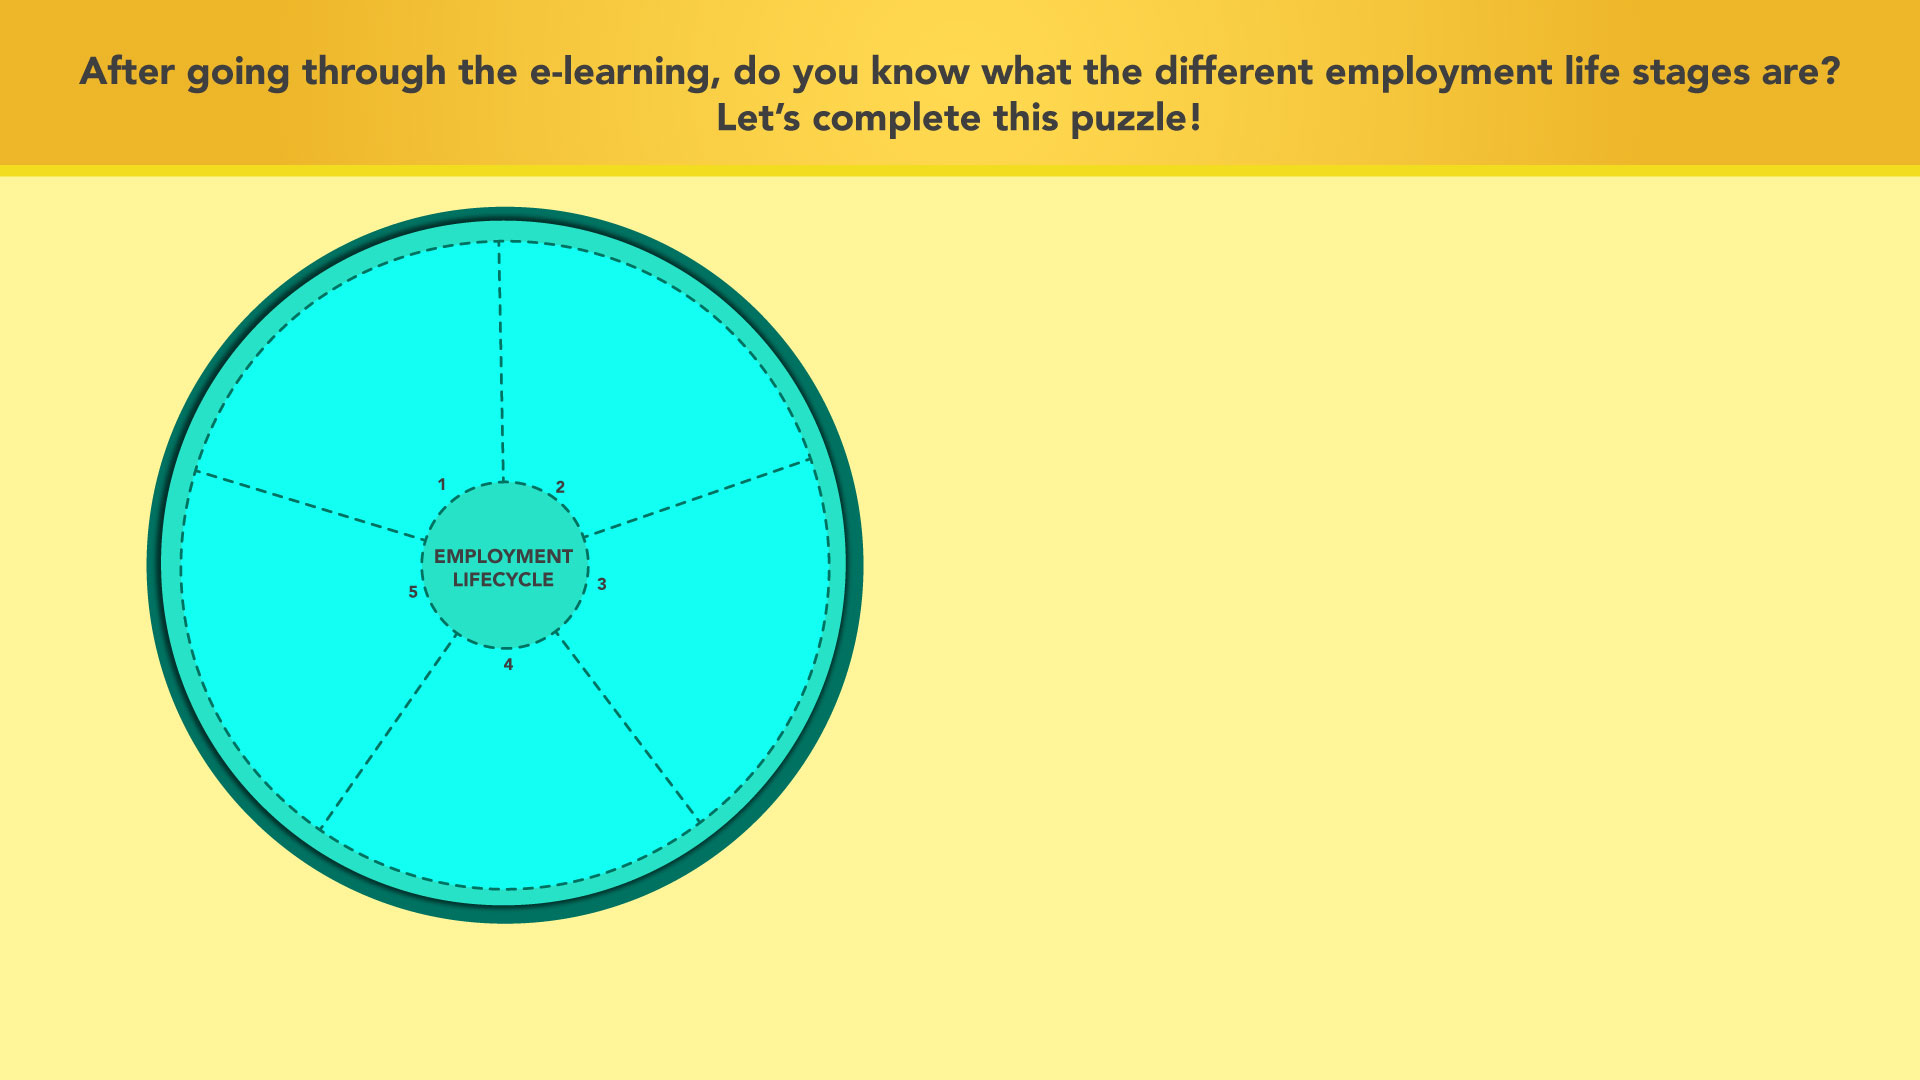 After going through the e-learning, do you know what the different employment life stages are?
Let’s complete this puzzle!
1
2
EMPLOYMENT
LIFECYCLE
3
5
4